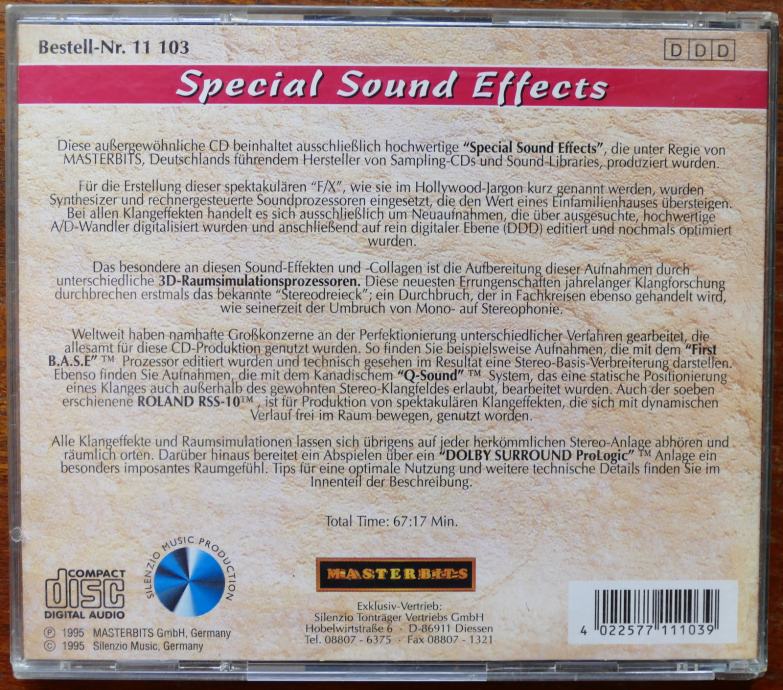 Bestell-Nr. 11 103
DDD
Special Sound Effects
Diese außergewöhnliche CD beinhaltet ausschließlich hochwertige “Special Sound Effects”, die unter Regie von
MASTERBITS, Deutschlands führendem Hersteller von Sampling-CDs und Sound-Libraries, produziert wurden.
Für die Erstellung dieser spektakulären “F/X”, wie sie im Hollywood-Jargon kurz genannt werden, wurden
Synthesizer und rechnergesteuerte Soundprozessoren eingesetzt, die den Wert eines Einfamilienhauses übersteigen.
Bei allen Klangeffekten handelt es sich ausschließlich um Neuaufnahmen, die über ausgesuchte, hochwertige
A/D-Wandler digitalisiert wurden und anschließend auf rein digitaler Ebene (DDD) editiert und nochmals optimiert
wurden.
Das besondere an diesen Sound-Effekten und -Collagen ist die Aufbereitung dieser Aufnahmen durch
unterschiedliche 3D-Raumsimulationsprozessoren. Diese neuesten Errungenschaften jahrelanger Klangforschung
durchbrechen erstmals das bekannte “Stereodreieck”; ein Durchbruch, der in Fachkreisen ebenso gehandelt wird,
wie seinerzeit der Umbruch von Mono- auf Stereophonie.
Weltweit haben namhafte Großkonzerne an der Perfektionierung unterschiedlicher Verfahren gearbeitet, die
allesamt für diese CD-Produktion genutzt wurden. So finden Sie beispielsweise Aufnahmen, die mit dem “First
B.A.S.E” ™ Prozessor editiert wurden und technisch gesehen im Resultat eine Stereo-Basis-Verbreiterung darstellen.
Ebenso finden Sie Aufnahmen, die mit dem Kanadischem “Q-Sound” ™ System, das eine statische Positionierung
eines Klanges auch außerhalb des gewohnten Stereo-Klangfeldes erlaubt, bearbeitet wurden. Auch der soeben
erschienene ROLAND RSS-10™, ist für Produktion von spektakulären Klangeffekten, die sich mit dynamischen
Verlauf frei im Raum bewegen, genutzt worden.
Alle Klangeffekte und Raumsimulationen lassen sich übrigens auf jeder herkömmlichen Stereo-Anlage abhören und
räumlich orten. Darüber hinaus bereitet ein Abspielen über ein “DOLBY SURROUND ProLogic” ™ Anlage ein
besonders imposantes Raumgefühl. Tips für eine optimale Nutzung und weitere technische Details finden Sie im
Innenteil der Beschreibung.
Total Time: 67:17 Min.
COMPACT
disc
DIGITAL AUDIO
SILENZIO MUSIC PRODUCTION
MASTERBITS
Exklusiv-Vertrieb:
Silenzio Tonträger Vertriebs GmbH
Hobelwirtstraße 6 · D-86911 Diessen
Tel. 08807 - 6375 · Fax 08807 - 1321
Ⓟ 1995 MASTERBITS GmbH, Germany
© 1995 Silenzio Music, Germany
4 022577 111039